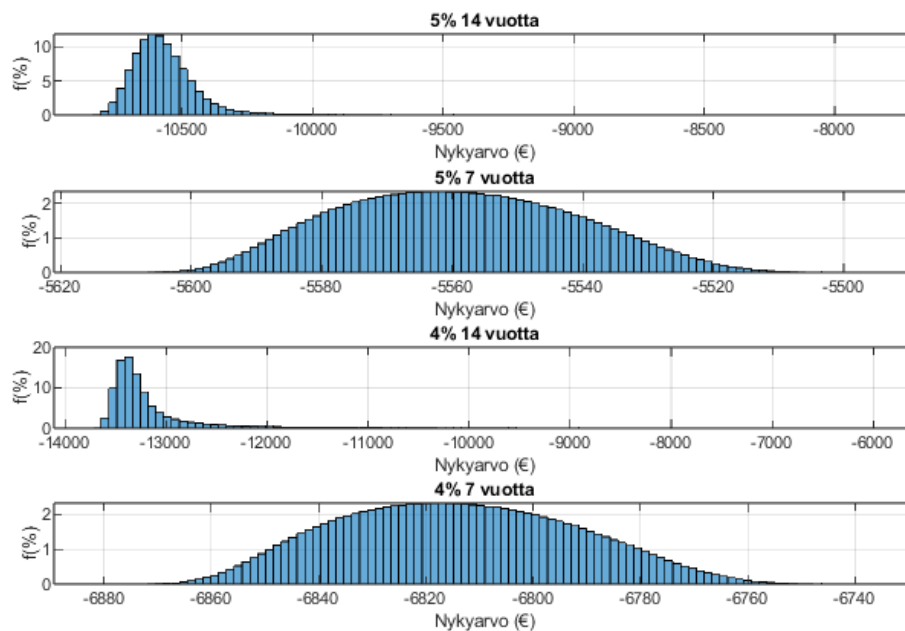 5% 14 vuotta
10
5
0
f(%)
-10500 -10000 -9500 -9000 -8500 -8000
Nykyarvo (€)
5% 7 vuotta
2
1
0
f(%)
-5620 -5600 -5580 -5560 -5540 -5520 -5500
Nykyarvo (€)
4% 14 vuotta
20
10
0
f(%)
-14000 -13000 -12000 -11000 -10000 -9000 -8000 -7000 -6000
Nykyarvo (€)
4% 7 vuotta
2
1
0
f(%)
-6880 -6860 -6840 -6820 -6800 -6780 -6760 -6740
Nykyarvo (€)